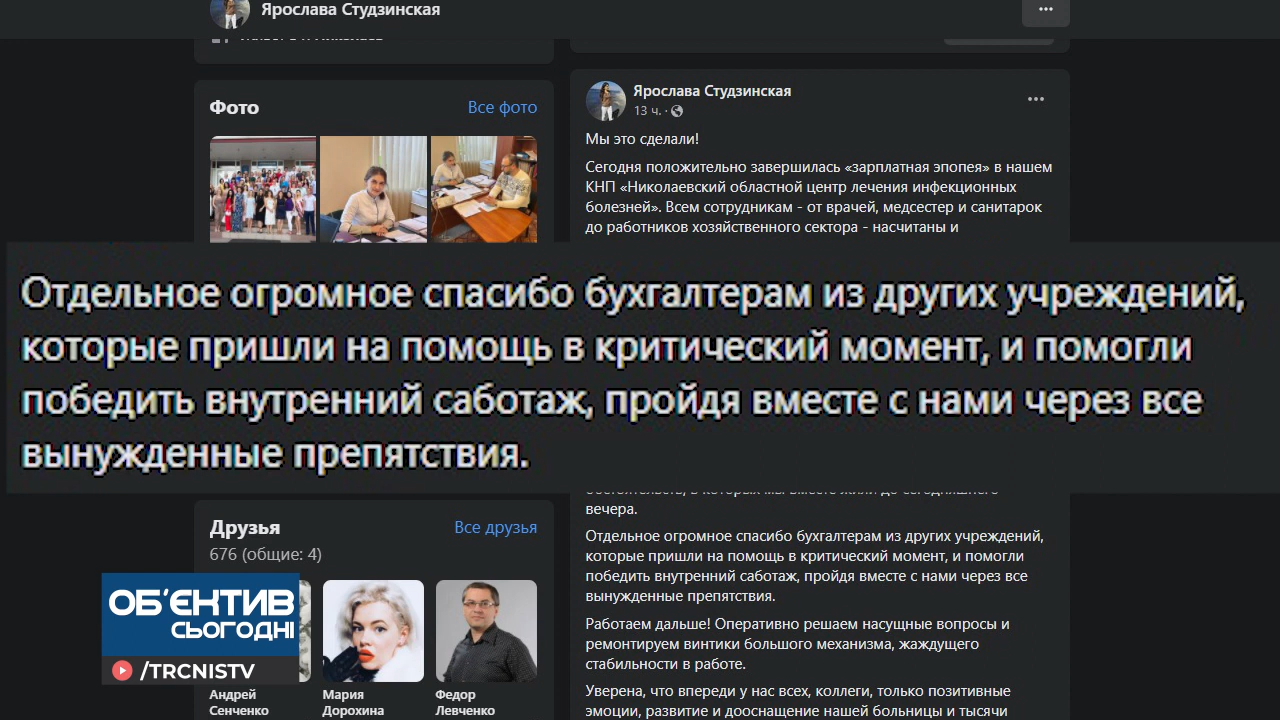 Ярослава Студзинская
Фото
Все фото
Ярослава Студзинская
13 ч. ·
Мы это сделали!
Сегодня положительно завершилась «зарплатная эпопея» в нашем
КНП «Николаевский областной центр лечения инфекционных
болезней». Всем сотрудникам - от врачей, медсестер и санитарок
до работников хозяйственного сектора - насчитаны и
Отдельное огромное спасибо бухгалтерам из других учреждений,
которые пришли на помощь в критический момент, и помогли
победить внутренний саботаж, пройдя вместе с нами через все
вынужденные препятствия.
вечера.
Отдельное огромное спасибо бухгалтерам из других учреждений,
которые пришли на помощь в критический момент, и помогли
победить внутренний саботаж, пройдя вместе с нами через все
вынужденные препятствия.
Работаем дальше! Оперативно решаем насущные вопросы и
ремонтируем винтики большого механизма, жаждущего
стабильности в работе.
Уверена, что впереди у нас всех, коллеги, только позитивные
эмоции, развитие и дооснащение нашей больницы и тысячи
Друзья
Все друзья
676 (общие: 4)
ОБ'ЄКТИВ
СЬОГОДНІ
/TRCNISTV
Андрей
Сенченко
Мария
Дорохина
Федор
Левченко